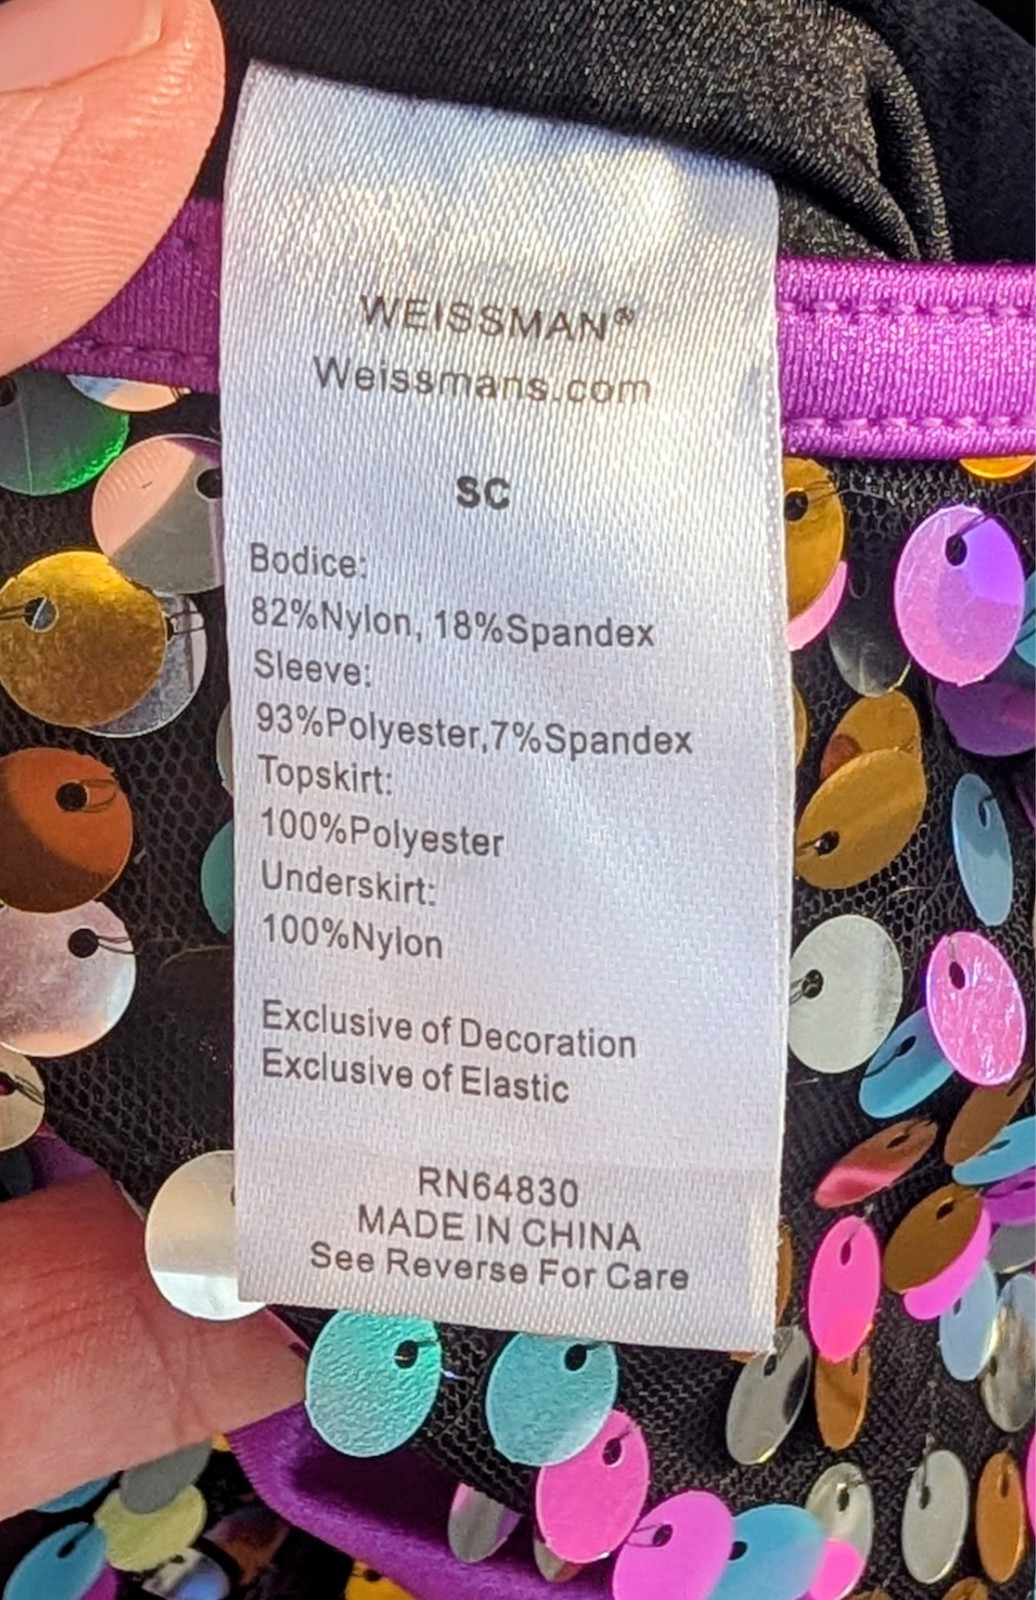 WEISSMAN®
Weissmans.com
SC
Bodice:
82%Nylon, 18%Spandex
Sleeve:
93%Polyester,7%Spandex
Topskirt:
100%Polyester
Underskirt:
100%Nylon
Exclusive of Decoration
Exclusive of Elastic
RN64830
MADE IN CHINA
See Reverse For Care